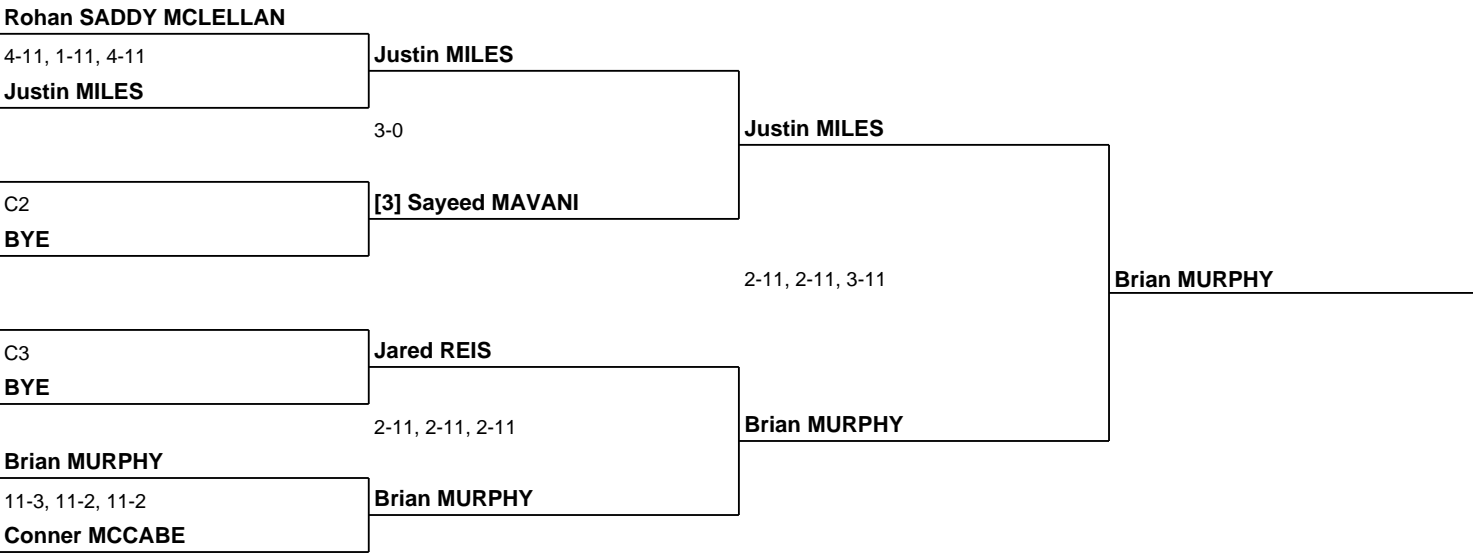 Rohan SADDY MCLELLAN
4-11, 1-11, 4-11
Justin MILES
Justin MILES
3-0
Justin MILES
C2
BYE
[3] Sayeed MAVANI
2-11, 2-11, 3-11
Brian MURPHY
C3
BYE
Jared REIS
2-11, 2-11, 2-11
Brian MURPHY
Brian MURPHY
11-3, 11-2, 11-2
Conner MCCABE
Brian MURPHY